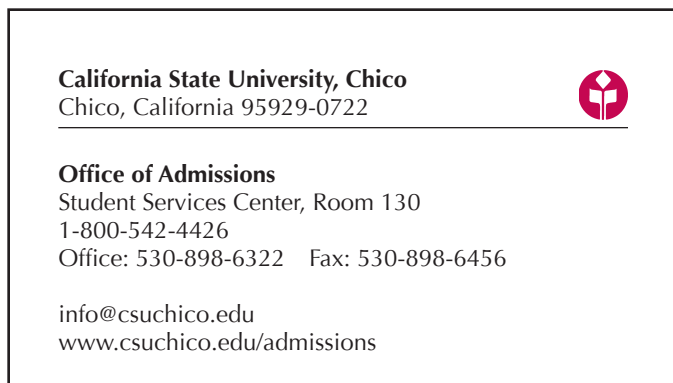 California State University, Chico
Chico, California 95929-0722
Office of Admissions
Student Services Center, Room 130
1-800-542-4426
Office: 530-898-6322 Fax: 530-898-6456
info@csuchico.edu
www.csuchico.edu/admissions